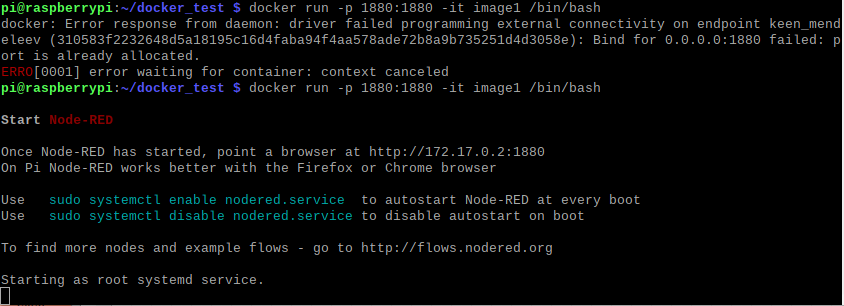 pi@raspberrypi:~/docker_test $ docker run -p 1880:1880 -it image1 /bin/bash
docker: Error response from daemon: driver failed programming external connectivity on endpoint keen_mend
eleev (310583f2232648d5a18195c16d4faba94f4aa578ade72b8a9b735251d4d3058e): Bind for 0.0.0.0:1880 failed: p
ort is already allocated.
ERRO[0001] error waiting for container: context canceled
pi@raspberrypi:~/docker_test $ docker run -p 1880:1880 -it image1 /bin/bash
Start Node-RED
Once Node-RED has started, point a browser at http://172.17.0.2:1880
On Pi Node-RED works better with the Firefox or Chrome browser
Use   sudo systemctl enable nodered.service  to autostart Node-RED at every boot
Use   sudo systemctl disable nodered.service to disable autostart on boot
To find more nodes and example flows - go to http://flows.nodered.org
Starting as root systemd service.